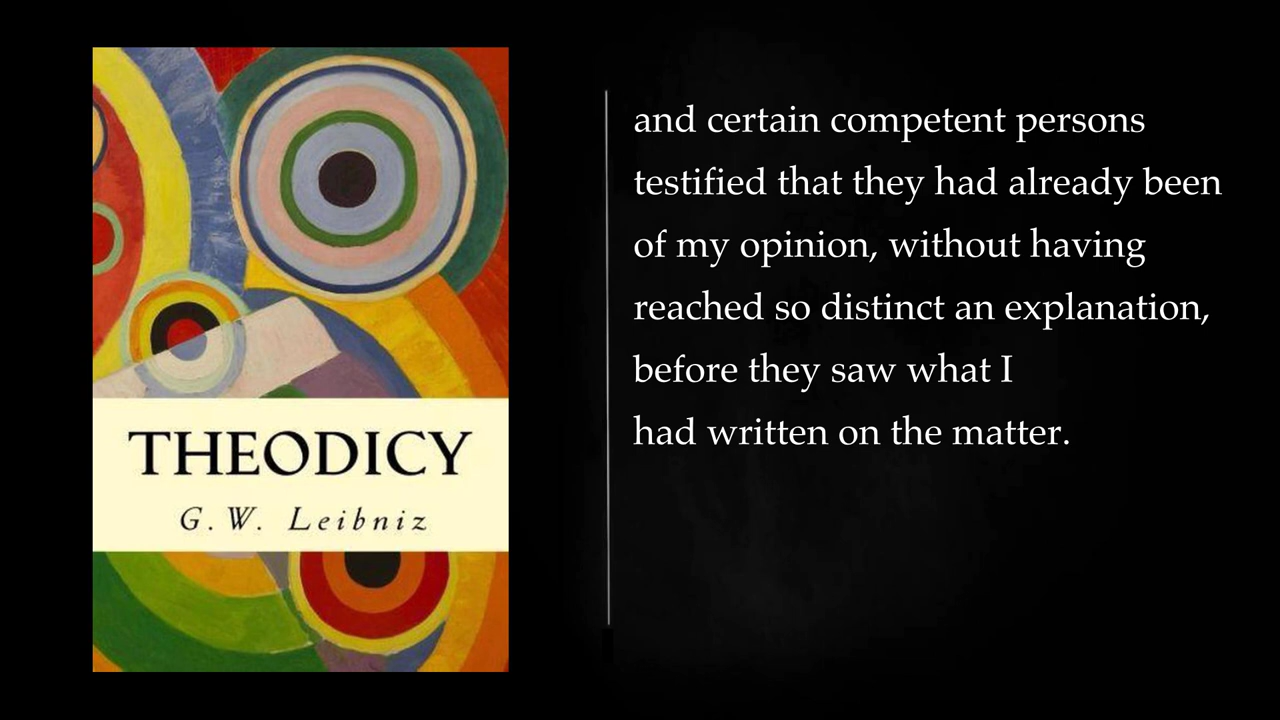 THEODICY
G. W. Leibniz
and certain competent persons
testified that they had already been
of my opinion, without having
reached so distinct an explanation,
before they saw what I
had written on the matter.